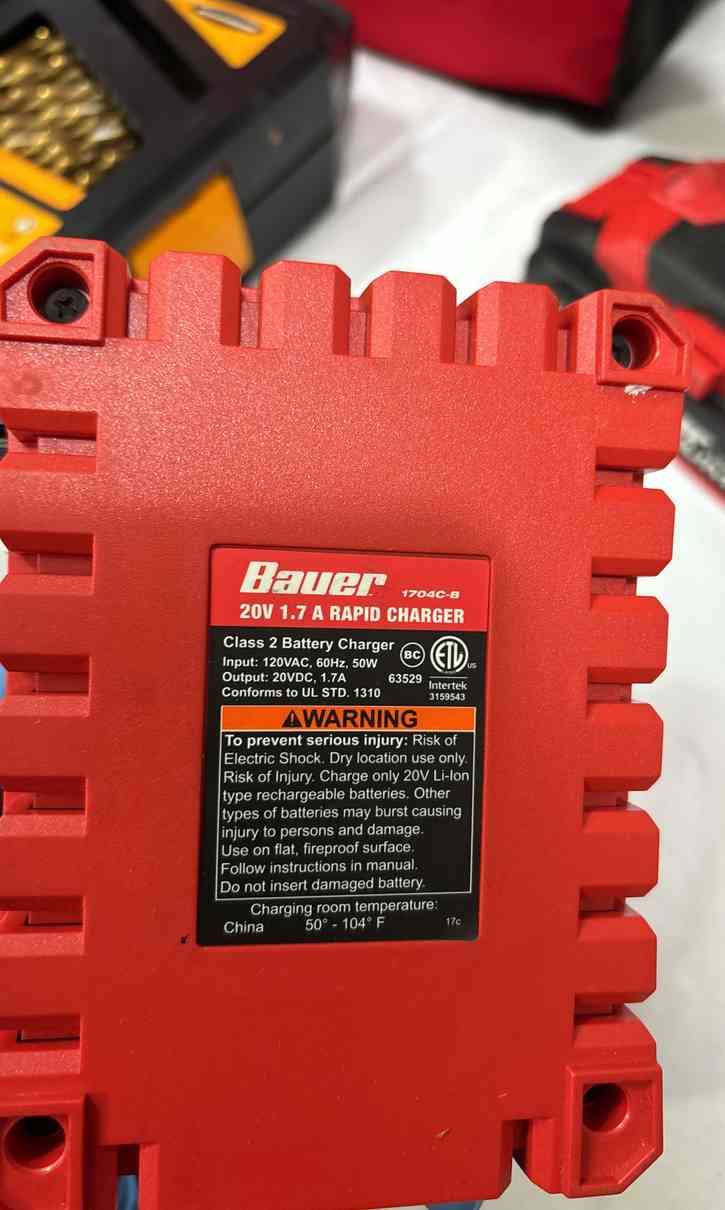 Bauer 1704C-B
20V 1.7 A RAPID CHARGER
Class 2 Battery Charger
Input: 120VAC, 60Hz, 50W
Output: 20VDC, 1.7A
Conforms to UL STD. 1310
BC
63529
ETL US
Intertek
3159543
WARNING
To prevent serious injury: Risk of
Electric Shock. Dry location use only.
Risk of Injury. Charge only 20V Li-Ion
type rechargeable batteries. Other
types of batteries may burst causing
injury to persons and damage.
Use on flat, fireproof surface.
Follow instructions in manual.
Do not insert damaged battery.
Charging room temperature:
China 50° - 104° F 17c